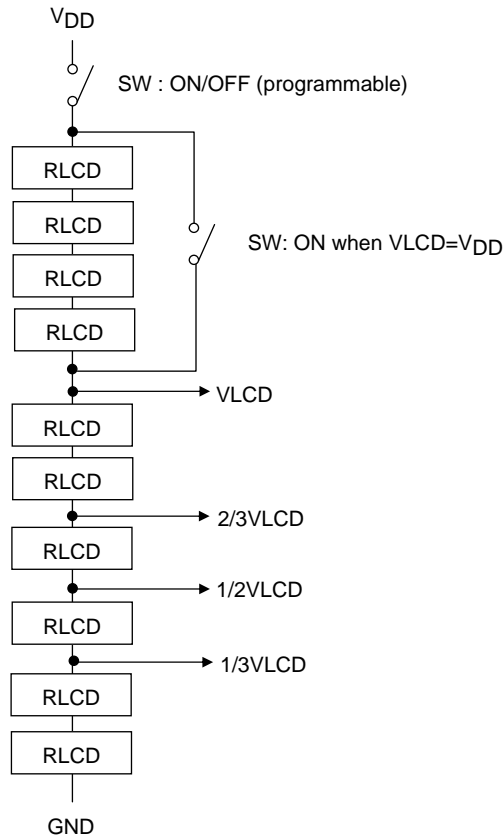 VDD
SW : ON/OFF (programmable)
RLCD
RLCD
SW: ON when VLCD=VDD
RLCD
RLCD
VLCD
RLCD
RLCD
2/3VLCD
RLCD
1/2VLCD
RLCD
1/3VLCD
RLCD
RLCD
GND